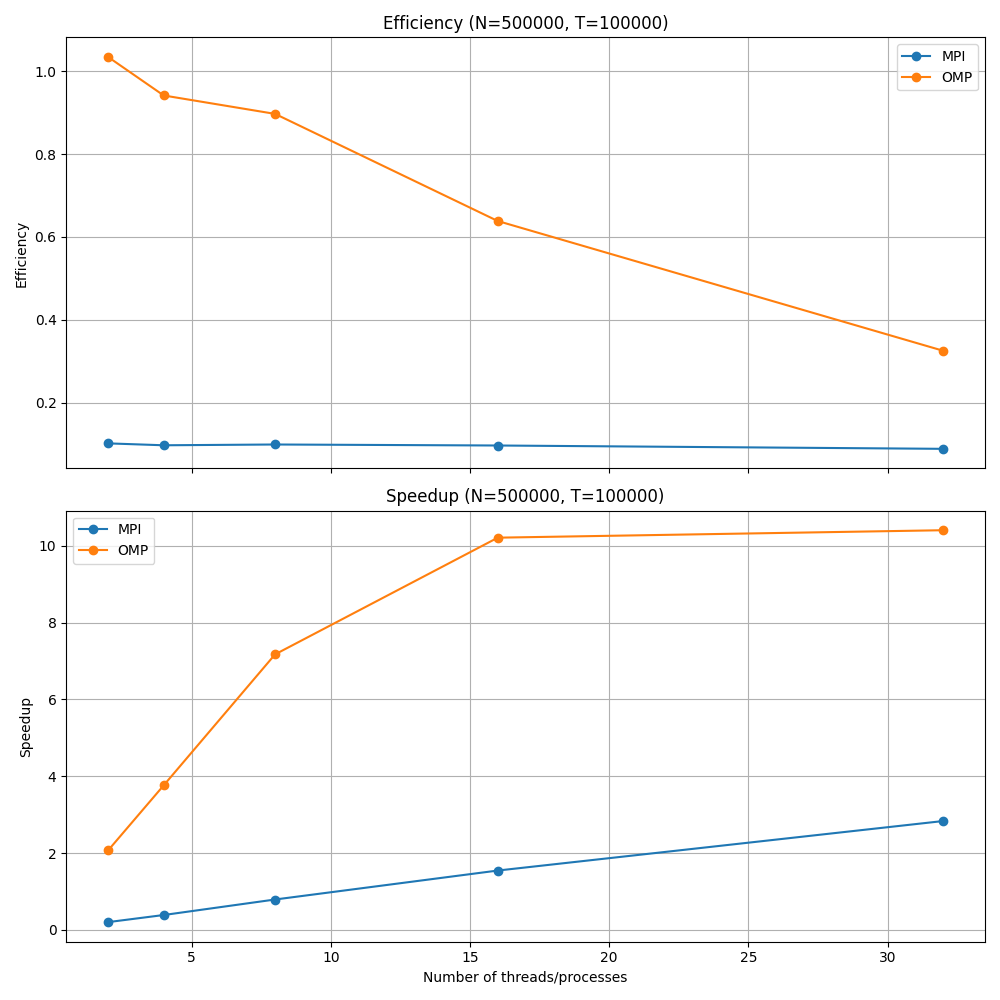 Efficiency (N=500000, T=100000)
MPI
OMP
1.0
0.8
0.6
0.4
0.2
Efficiency
Speedup (N=500000, T=100000)
MPI
OMP
10
8
6
4
2
0
Speedup
5 10 15 20 25 30
Number of threads/processes